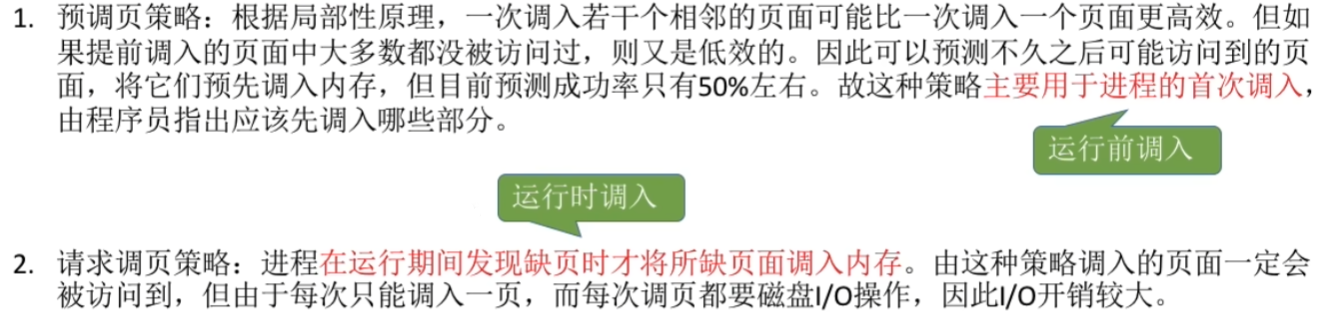 1. 预调页策略：根据局部性原理，一次调入若干个相邻的页面可能比一次调入一个页面更高效。但如
果提前调入的页面中大多数都没被访问过，则又是低效的。因此可以预测不久之后可能访问到的页
面，将它们预先调入内存，但目前预测成功率只有50%左右。故这种策略主要用于进程的首次调入，
由程序员指出应该先调入哪些部分。
运行前调入
运行时调入
2. 请求调页策略：进程在运行期间发现缺页时才将所缺页面调入内存。由这种策略调入的页面一定会
被访问到，但由于每次只能调入一页，而每次调页都要磁盘I/O操作，因此I/O开销较大。